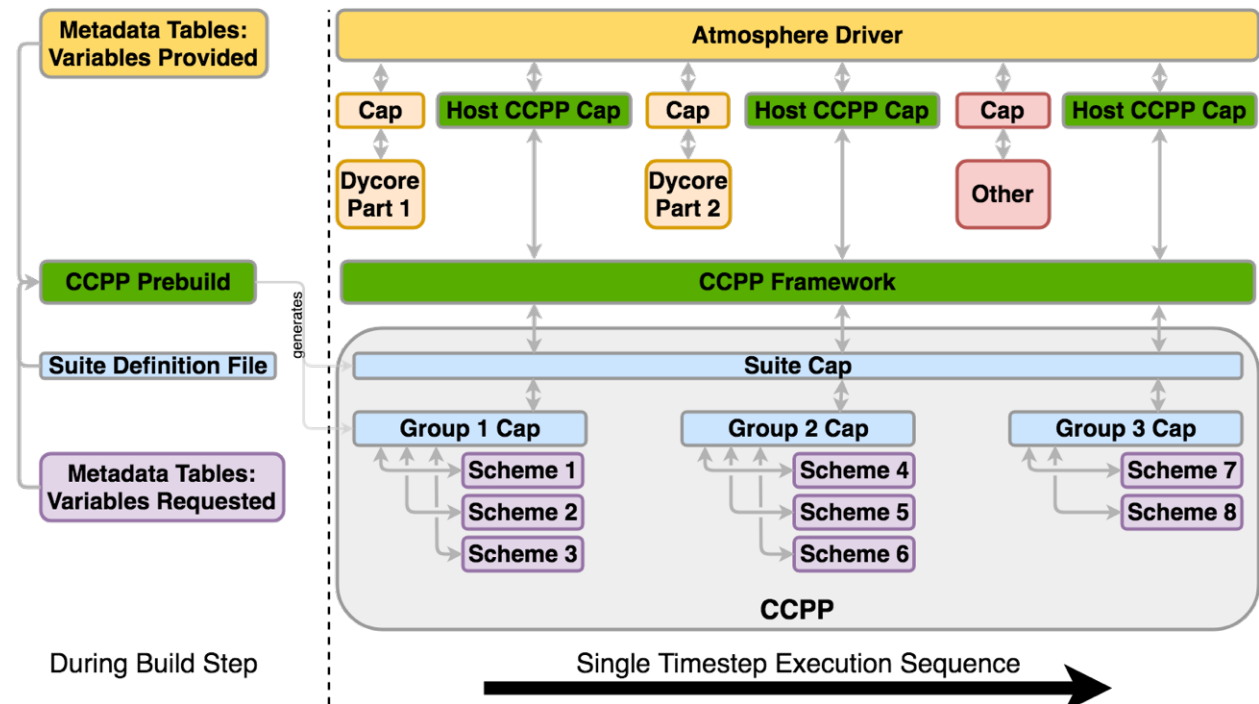 Metadata Tables:
Variables Provided
Atmosphere Driver
Cap
Host CCPP Cap
Cap
Host CCPP Cap
Cap
Host CCPP Cap
Dycore
Part 1
Dycore
Part 2
Other
CCPP Prebuild
CCPP Framework
generates
Suite Definition File
Suite Cap
Group 1 Cap
Group 2 Cap
Group 3 Cap
Metadata Tables:
Variables Requested
Scheme 1
Scheme 2
Scheme 3
Scheme 4
Scheme 5
Scheme 6
Scheme 7
Scheme 8
CCPP
During Build Step
Single Timestep Execution Sequence